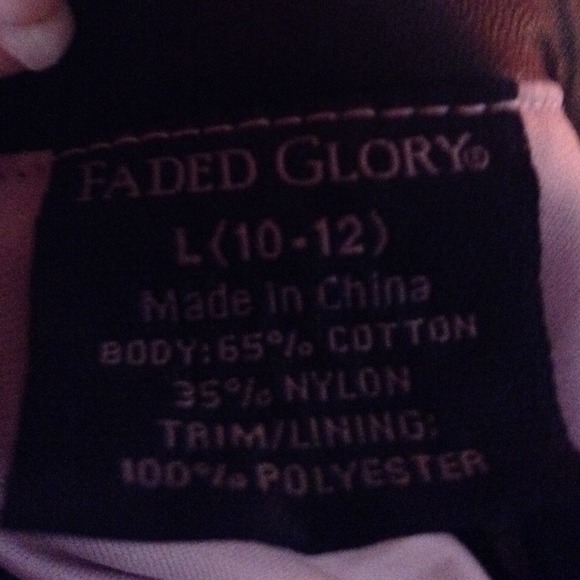 FADED GLORY®
L(10-12)
Made in China
BODY:65% COTTON
35% NYLON
TRIM/LINING:
100% POLYESTER